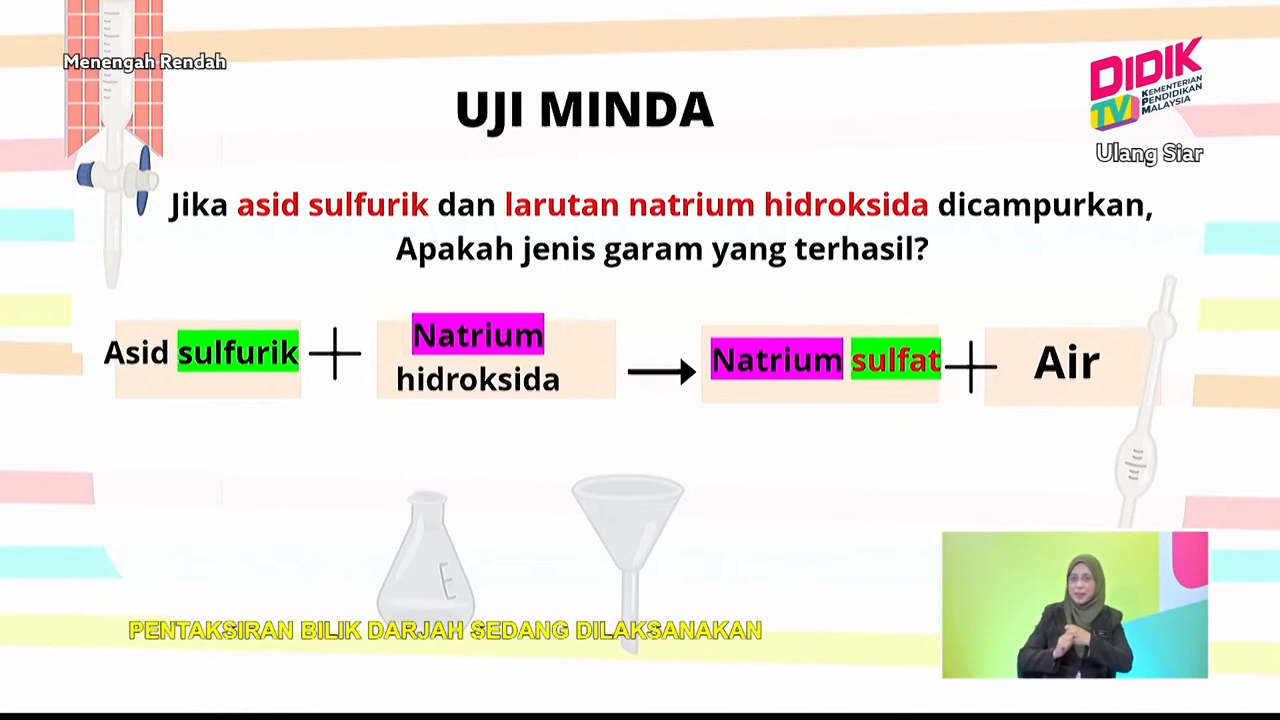 Menengah Rendah
DIDIK
TV
KEMENTERIAN
PENDIDIKAN
MALAYSIA
Ulang Siar
UJI MINDA
Jika asid sulfurik dan larutan natrium hidroksida dicampurkan,
Apakah jenis garam yang terhasil?
Asid sulfurik + Natrium hidroksida → Natrium sulfat + Air
PENTAKSIRAN BILIK DARJAH SEDANG DILAKSANAKAN